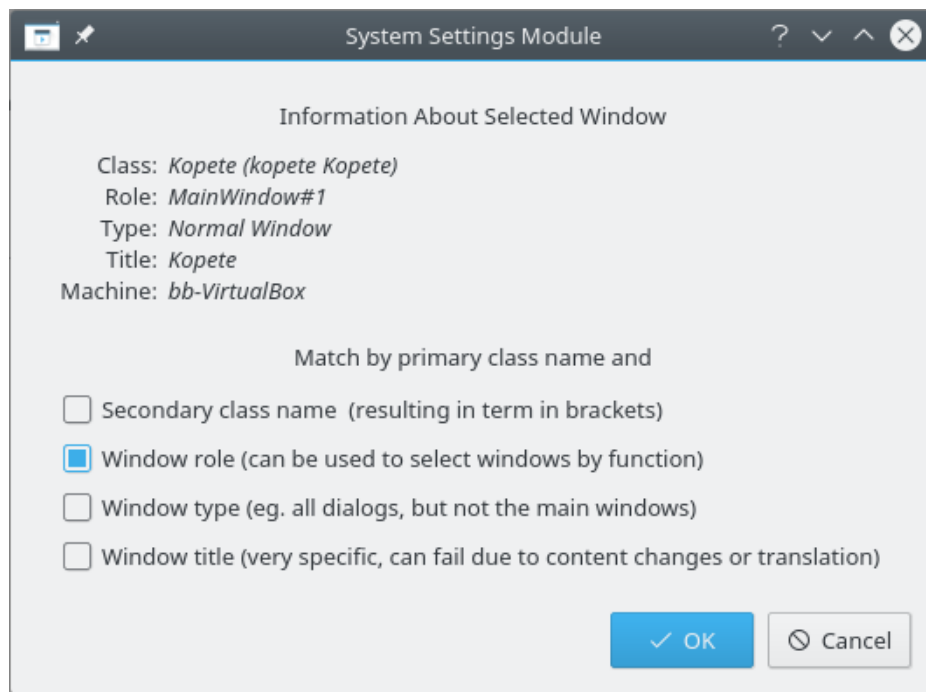 System Settings Module
Information About Selected Window
Class: Kopete (kopete Kopete)
Role: MainWindow#1
Type: Normal Window
Title: Kopete
Machine: bb-VirtualBox
Match by primary class name and
Secondary class name (resulting in term in brackets)
Window role (can be used to select windows by function)
Window type (eg. all dialogs, but not the main windows)
Window title (very specific, can fail due to content changes or translation)
OK Cancel